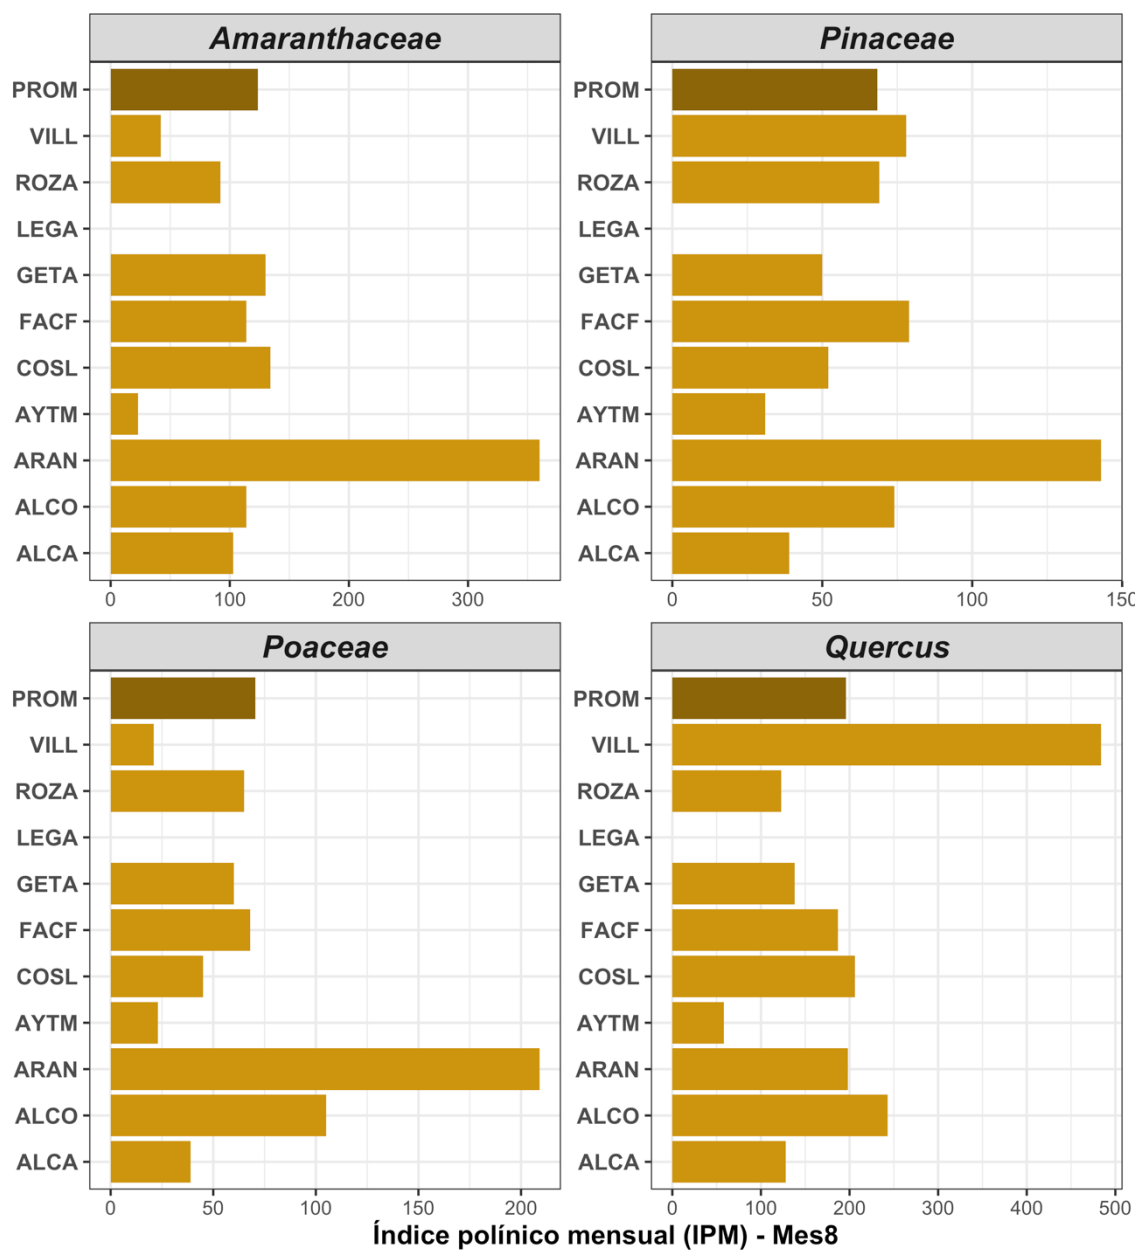 Amaranthaceae
PROM
VILL
ROZA
LEGA
GETA
FACF
COSL
AYTM
ARAN
ALCO
ALCA
0 100 200 300
Pinaceae
PROM
VILL
ROZA
LEGA
GETA
FACF
COSL
AYTM
ARAN
ALCO
ALCA
0 50 100 150
Poaceae
PROM
VILL
ROZA
LEGA
GETA
FACF
COSL
AYTM
ARAN
ALCO
ALCA
0 50 100 150 200
Quercus
PROM
VILL
ROZA
LEGA
GETA
FACF
COSL
AYTM
ARAN
ALCO
ALCA
0 100 200 300 400 500
Índice polínico mensual (IPM) - Mes8